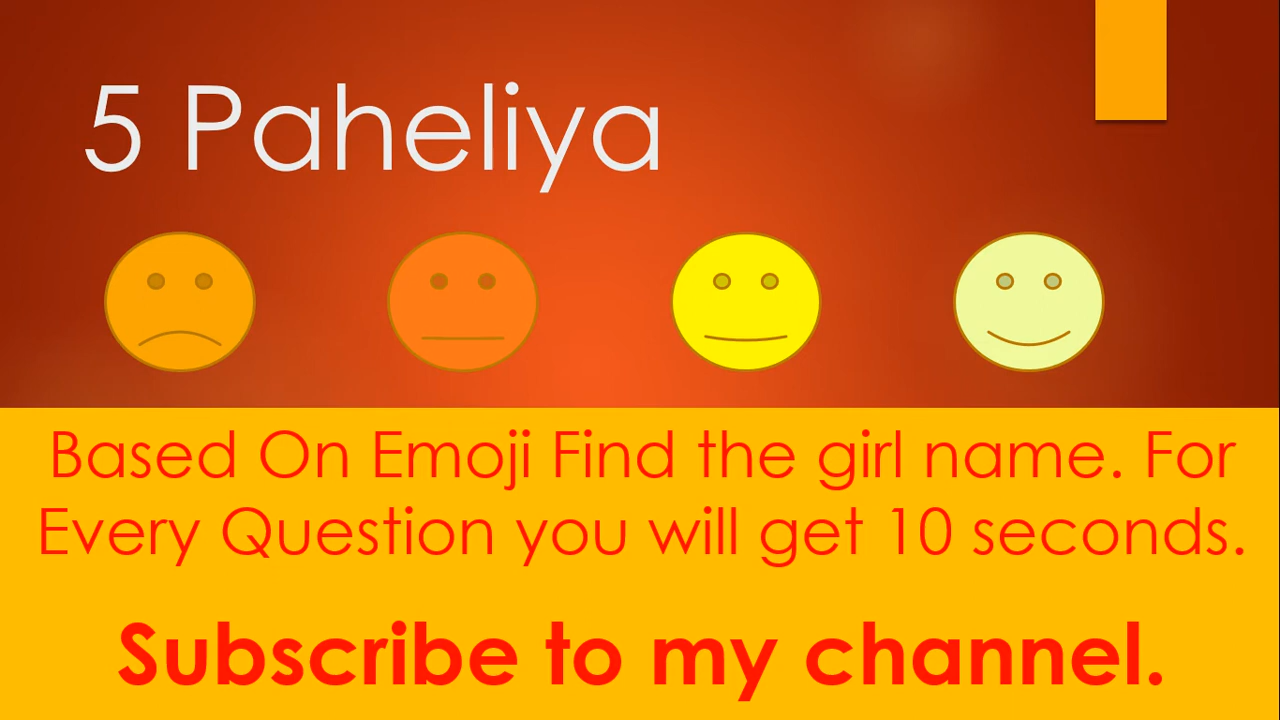 5 Paheliya
Based On Emoji Find the girl name. For
Every Question you will get 10 seconds.
Subscribe to my channel.